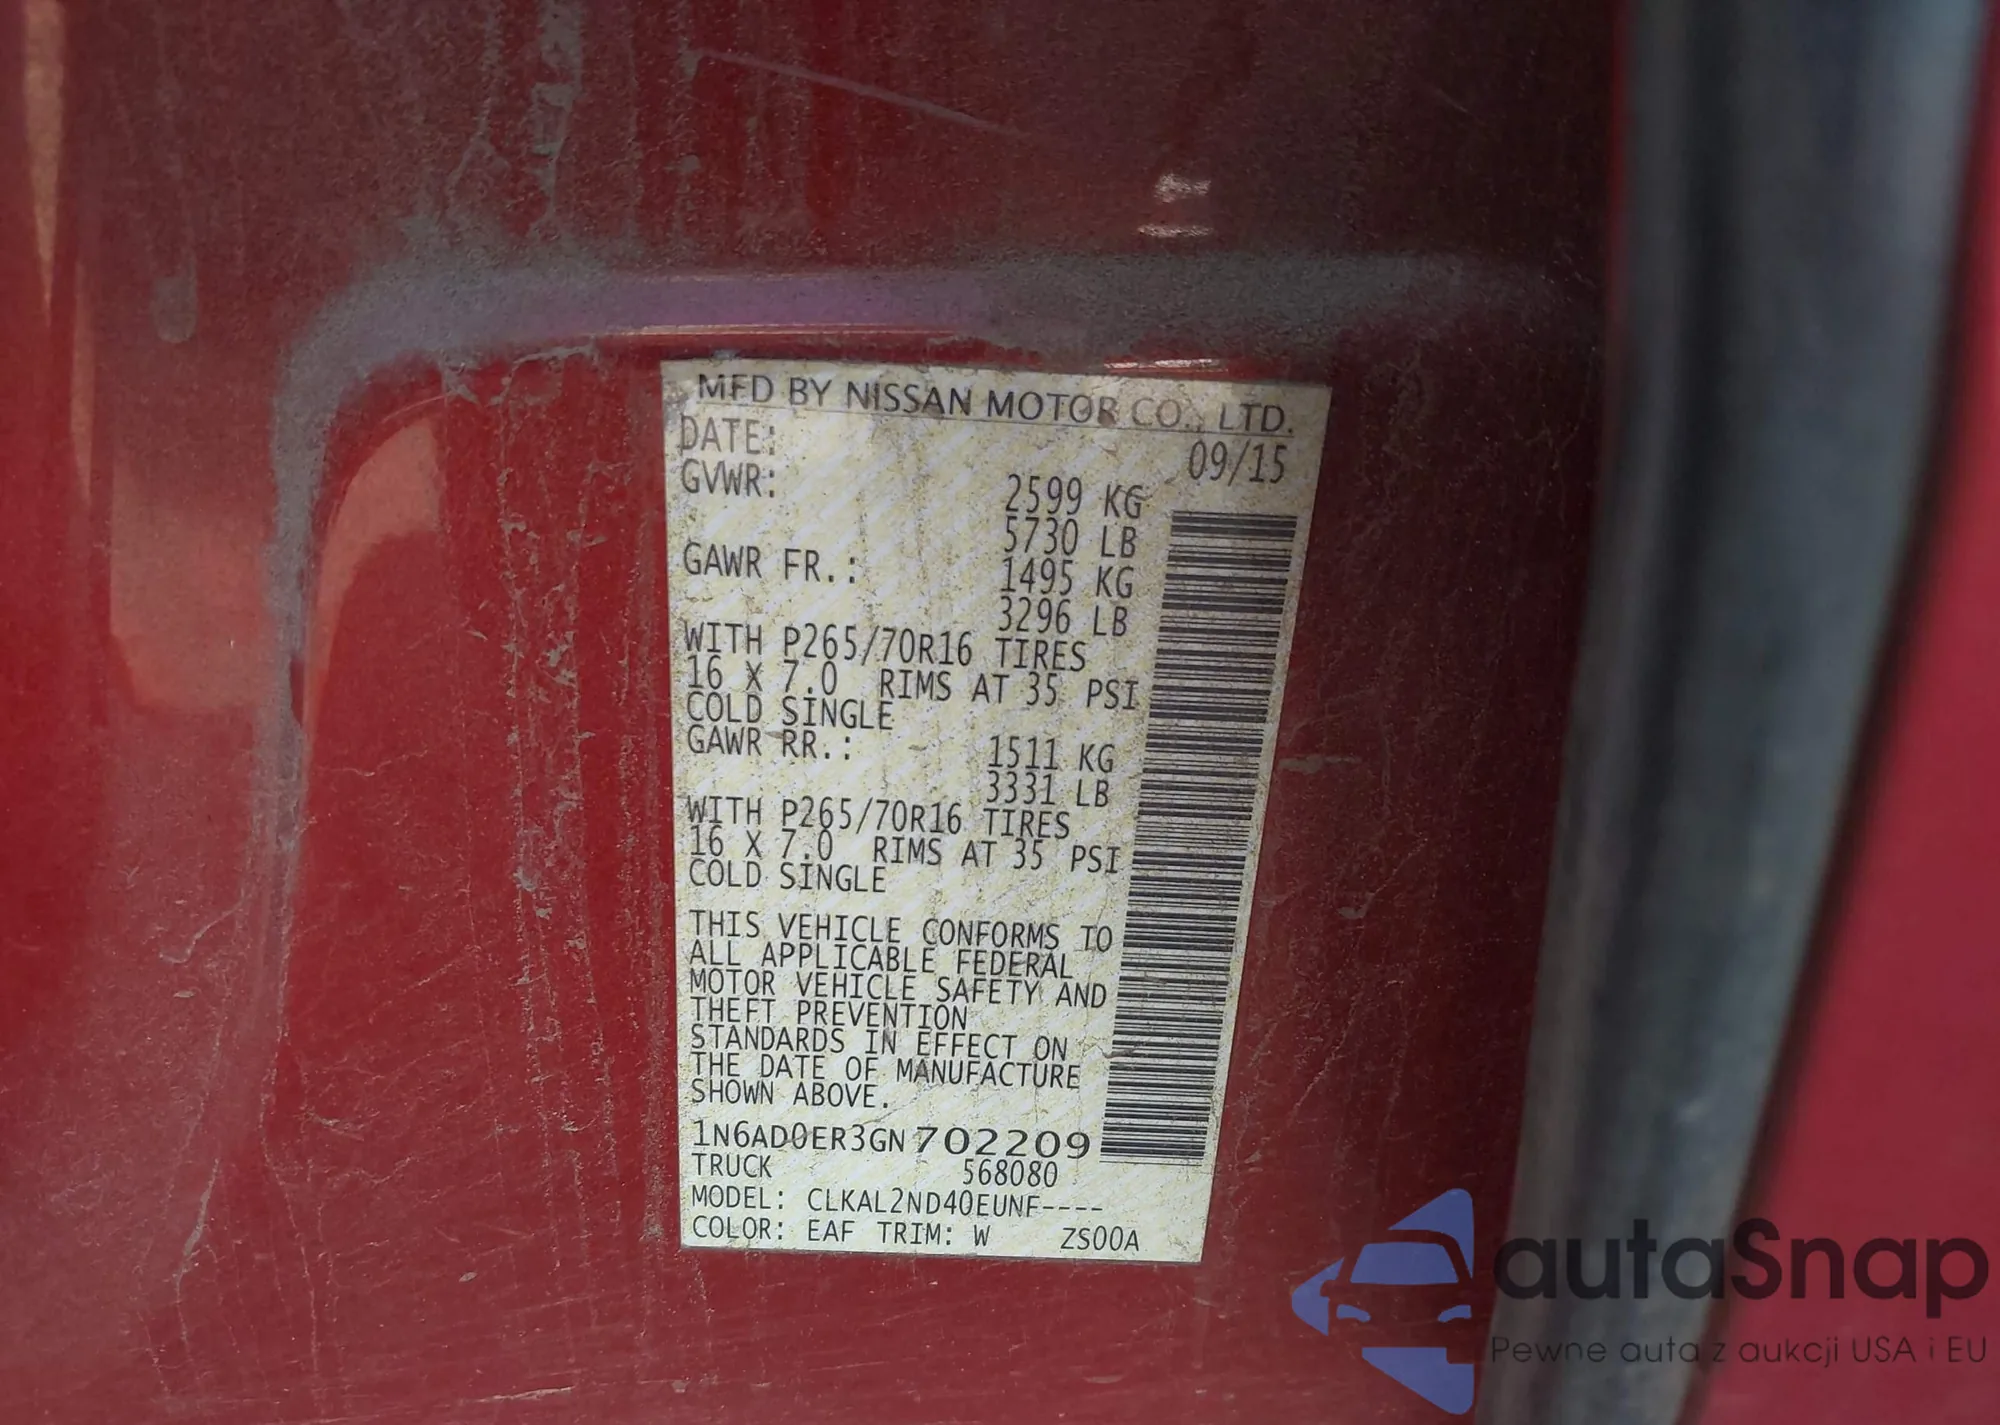 MFD BY NISSAN MOTOR CO., LTD.
DATE: 09/15
GVWR: 2599 KG
5730 LB
GAWR FR.: 1495 KG
3296 LB
WITH P265/70R16 TIRES
16 X 7.0 RIMS AT 35 PSI
COLD SINGLE
GAWR RR.: 1511 KG
3331 LB
WITH P265/70R16 TIRES
16 X 7.0 RIMS AT 35 PSI
COLD SINGLE
THIS VEHICLE CONFORMS TO
ALL APPLICABLE FEDERAL
MOTOR VEHICLE SAFETY AND
THEFT PREVENTION
STANDARDS IN EFFECT ON
THE DATE OF MANUFACTURE
SHOWN ABOVE.
1N6AD0ER3GN702209
TRUCK 568080
MODEL: CLKAL2ND40EUNF----
COLOR: EAF TRIM: W ZS00A
autaSnap
Pewne auta z aukcji USA i EU